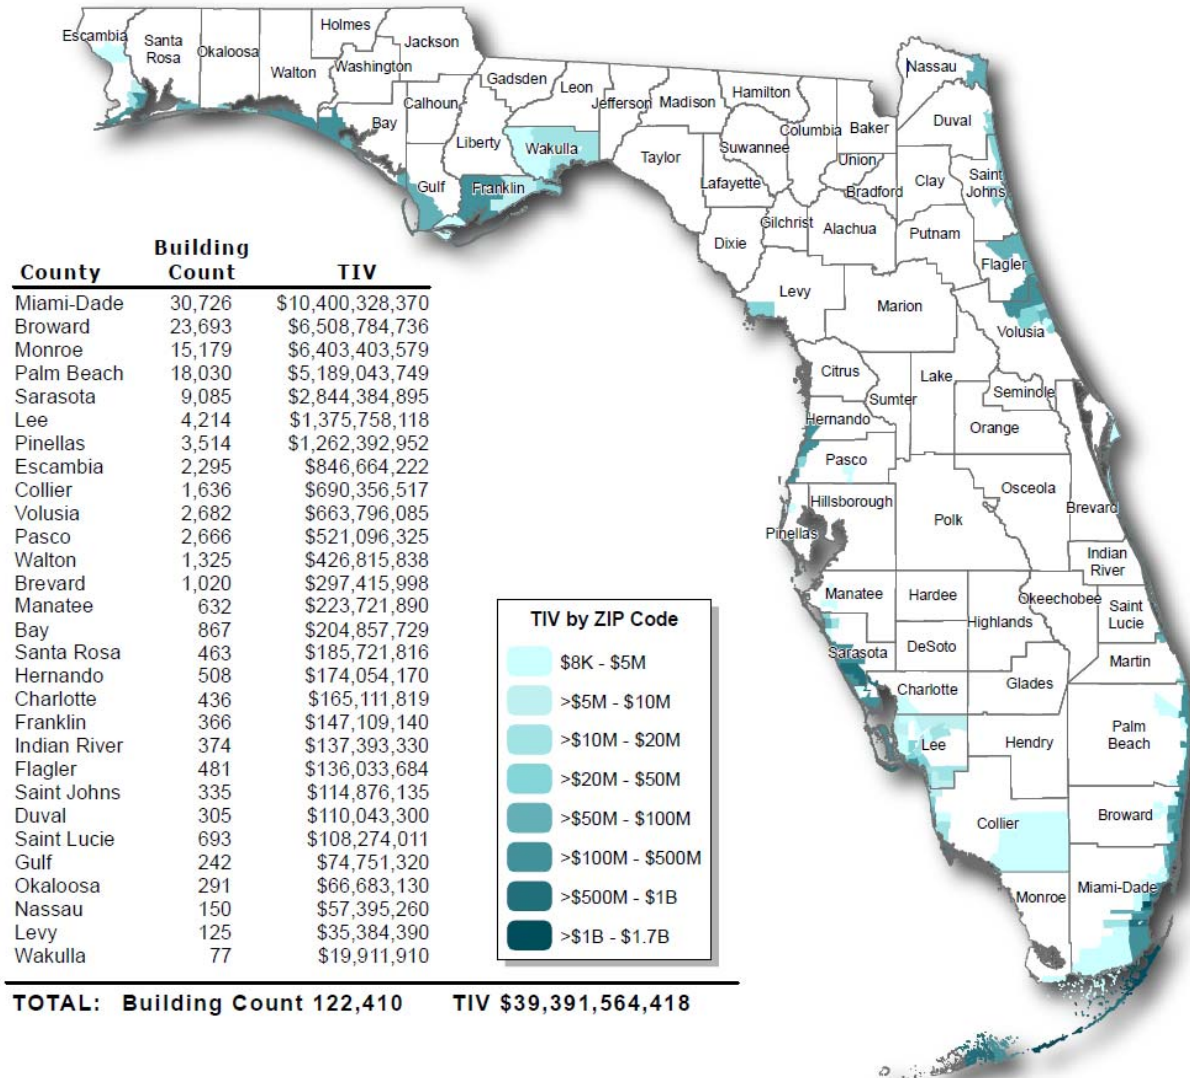 Escambia
Santa
Rosa
Okaloosa
Holmes
Walton
Washington
Jackson
Bay
Calhoun
Gulf
Liberty
Gadsden
Franklin
Leon
Wakulla
Jefferson
Madison
Taylor
Hamilton
Suwannee
Lafayette
Dixie
Columbia
Gilchrist
Baker
Union
Bradford
Alachua
Levy
Nassau
Duval
Clay
Saint
Johns
Putnam
Flagler
Marion
Volusia
Citrus
Sumter
Lake
Hernando
Seminole
Orange
Pasco
Osceola
Hillsborough
Pinellas
Polk
Brevard
Indian
River
Manatee
Hardee
Highlands
Okeechobee
Saint
Lucie
Sarasota
DeSoto
Martin
Charlotte
Glades
Lee
Hendry
Palm
Beach
Collier
Broward
Monroe
Miami-Dade
Building
County Count TIV
Miami-Dade 30,726 $10,400,328,370
Broward 23,693 $6,508,784,736
Monroe 15,179 $6,403,403,579
Palm Beach 18,030 $5,189,043,749
Sarasota 9,085 $2,844,384,895
Lee 4,214 $1,375,758,118
Pinellas 3,514 $1,262,392,952
Escambia 2,295 $846,664,222
Collier 1,636 $690,356,517
Volusia 2,682 $663,796,085
Pasco 2,666 $521,096,325
Walton 1,325 $426,815,838
Brevard 1,020 $297,415,998
Manatee 632 $223,721,890
Bay 867 $204,857,729
Santa Rosa 463 $185,721,816
Hernando 508 $174,054,170
Charlotte 436 $165,111,819
Franklin 366 $147,109,140
Indian River 374 $137,393,330
Flagler 481 $136,033,684
Saint Johns 335 $114,876,135
Duval 305 $110,043,300
Saint Lucie 693 $108,274,011
Gulf 242 $74,751,320
Okaloosa 291 $66,683,130
Nassau 150 $57,395,260
Levy 125 $35,384,390
Wakulla 77 $19,911,910
TOTAL: Building Count 122,410 TIV $39,391,564,418
TIV by ZIP Code
$8K - $5M
>$5M - $10M
>$10M - $20M
>$20M - $50M
>$50M - $100M
>$100M - $500M
>$500M - $1B
>$1B - $1.7B